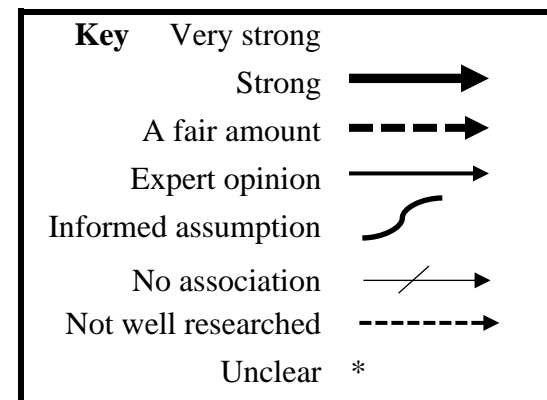 Key Very strong
Strong
A fair amount
Expert opinion
Informed assumption
No association
Not well researched
Unclear *